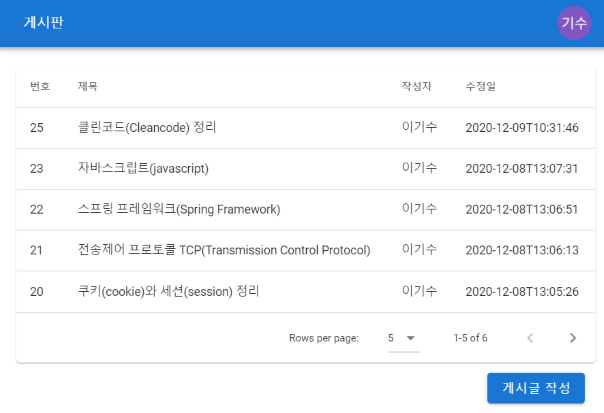 게시판 기수
번호 제목 작성자 수정일
25 클린코드(Cleancode) 정리 이기수 2020-12-09T10:31:46
23 자바스크립트(javascript) 이기수 2020-12-08T13:07:31
22 스프링 프레임워크(Spring Framework) 이기수 2020-12-08T13:06:51
21 전송제어 프로토콜 TCP(Transmission Control Protocol) 이기수 2020-12-08T13:06:13
20 쿠키(cookie)와 세션(session) 정리 이기수 2020-12-08T13:05:26
Rows per page: 5 1-5 of 6
게시글 작성